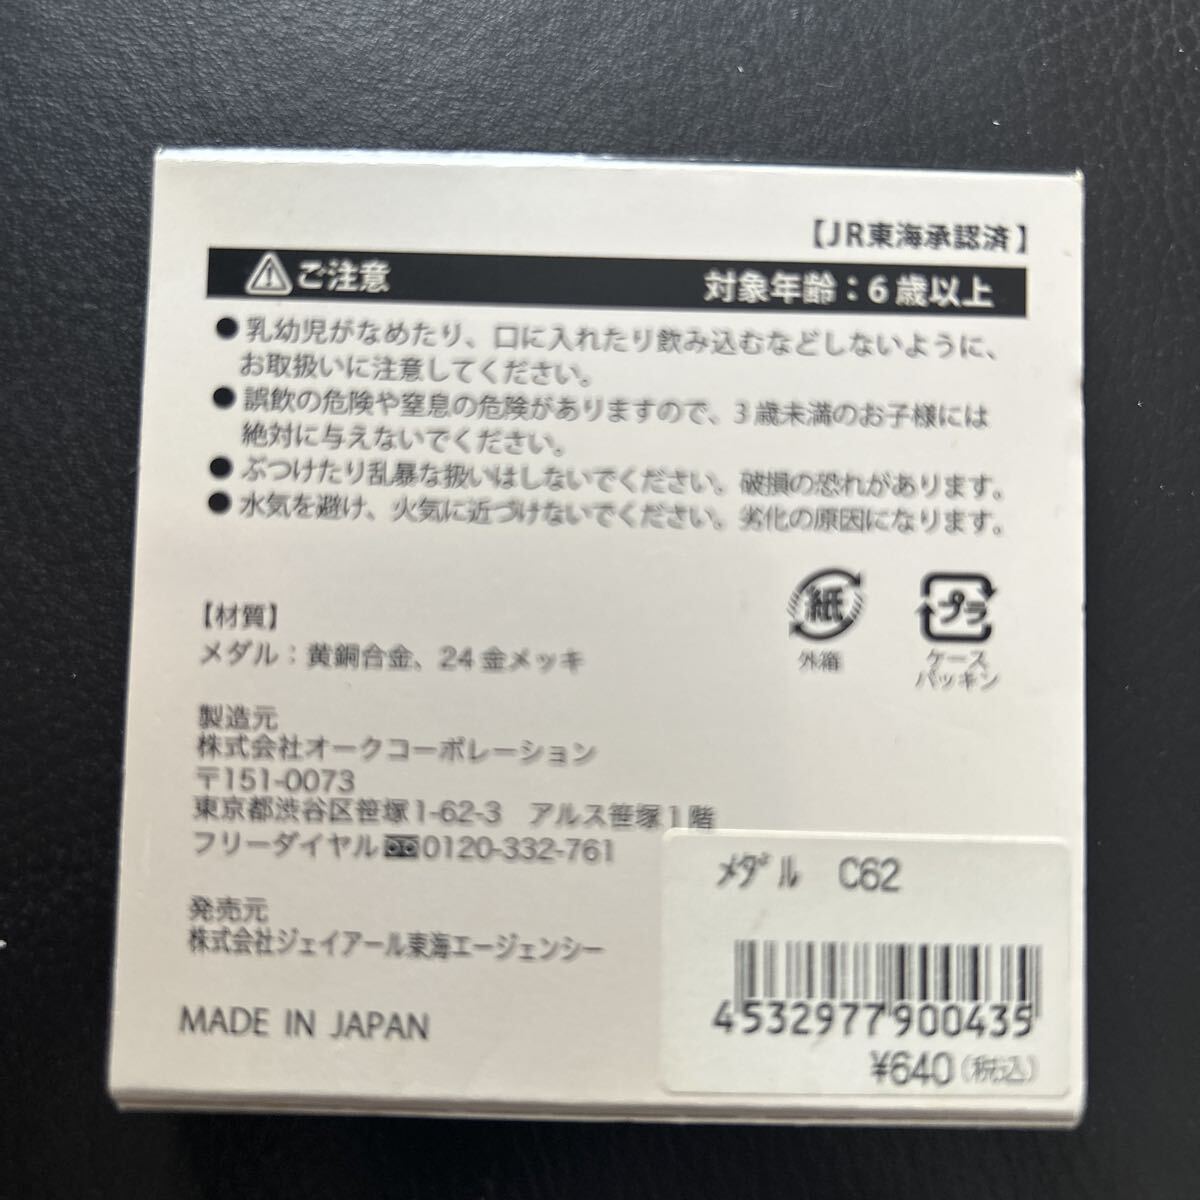 【JR東海承認済】
ご注意 対象年齢：6歳以上
●乳幼児がなめたり、口に入れたり飲み込むなどしないように、
お取扱いに注意してください。
●誤飲の危険や窒息の危険がありますので、3歳未満のお子様には
絶対に与えないでください。
●ぶつけたり乱暴な扱いはしないでください。破損の恐れがあります。
●水気を避け、火気に近づけないでください。劣化の原因になります。
紙
外箱
プラ
ケース
パッキン
【材質】
メダル：黄銅合金、24金メッキ
製造元
株式会社オークコーポレーション
〒151-0073
東京都渋谷区笹塚1-62-3 アルス笹塚1階
フリーダイヤル0120-332-761
発売元
株式会社ジェイアール東海エージェンシー
MADE IN JAPAN
ﾒﾀﾞﾙ C62
4532977900435
¥640(税込)